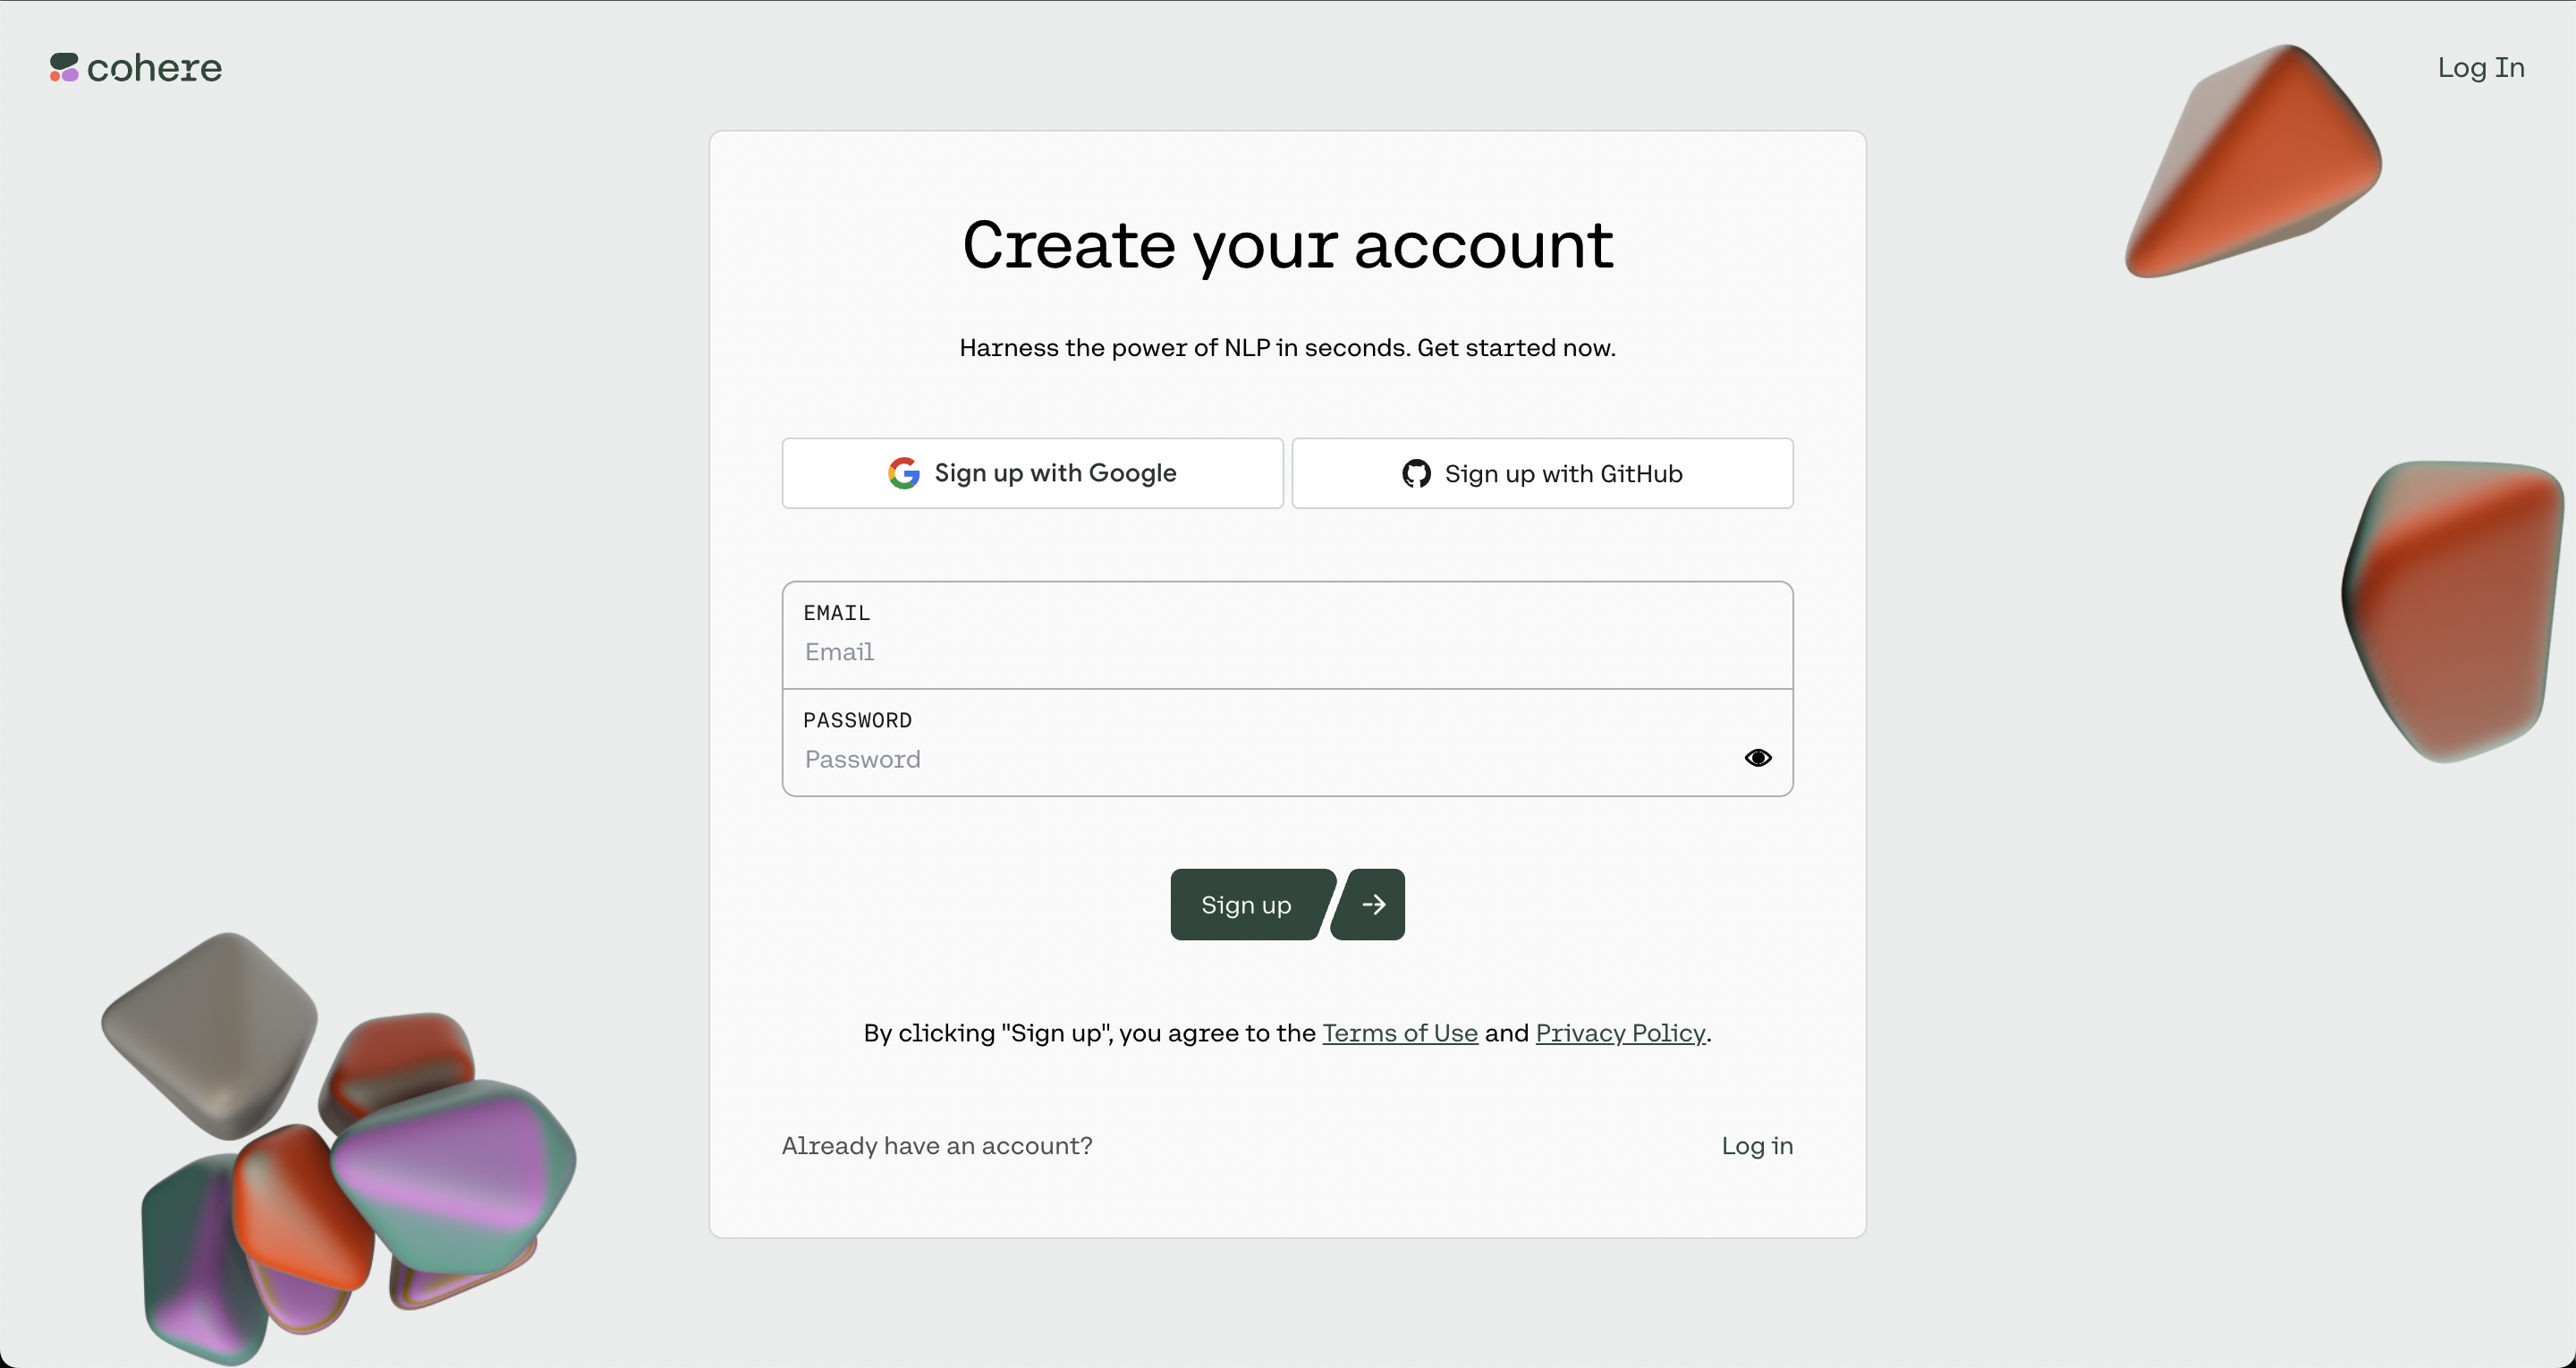 cohere
Log In
Create your account
Harness the power of NLP in seconds. Get started now.
Sign up with Google
Sign up with GitHub
EMAIL
Email
PASSWORD
Password
Sign up
By clicking "Sign up", you agree to the Terms of Use and Privacy Policy.
Already have an account?
Log in